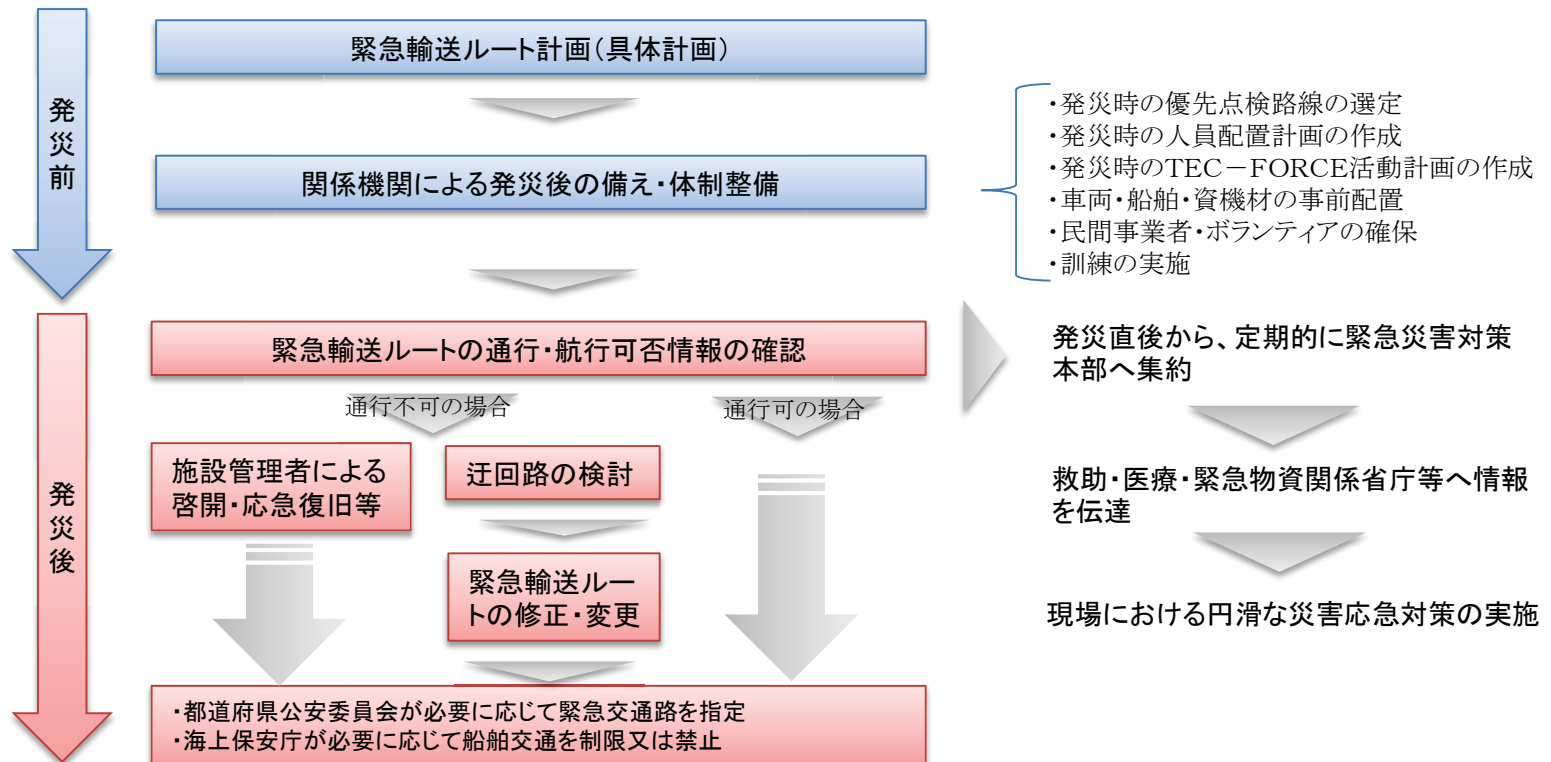 発災前
緊急輸送ルート計画(具体計画)
関係機関による発災後の備え・体制整備
・発災時の優先点検路線の選定
・発災時の人員配置計画の作成
・発災時のTEC－FORCE活動計画の作成
・車両・船舶・資機材の事前配置
・民間事業者・ボランティアの確保
・訓練の実施
発災後
緊急輸送ルートの通行・航行可否情報の確認
通行不可の場合
通行可の場合
施設管理者による
啓開・応急復旧等
迂回路の検討
緊急輸送ルー
トの修正・変更
・都道府県公安委員会が必要に応じて緊急交通路を指定
・海上保安庁が必要に応じて船舶交通を制限又は禁止
発災直後から、定期的に緊急災害対策
本部へ集約
救助・医療・緊急物資関係省庁等へ情報
を伝達
現場における円滑な災害応急対策の実施